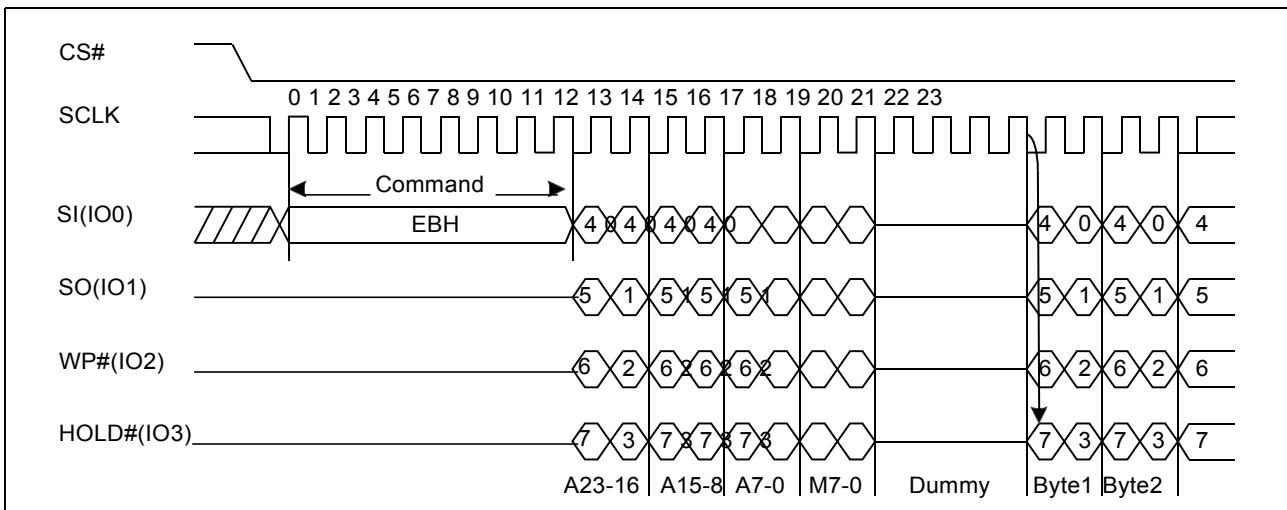 CS#
0 1 2 3 4 5 6 7 8 9 10 11 12 13 14 15 16 17 18 19 20 21 22 23
SCLK
Command
SI(IO0) EBH 4 0 4 0 4 0 4 0 4 0 4 0 4
SO(IO1) 5 1 5 1 5 1 5 1 5 1 5 1 5
WP#(IO2) 6 2 6 2 6 2 6 2 6 2 6 2 6
HOLD#(IO3) 7 3 7 3 7 3 7 3 7 3 7 3 7
A23-16 A15-8 A7-0 M7-0 Dummy Byte1 Byte2